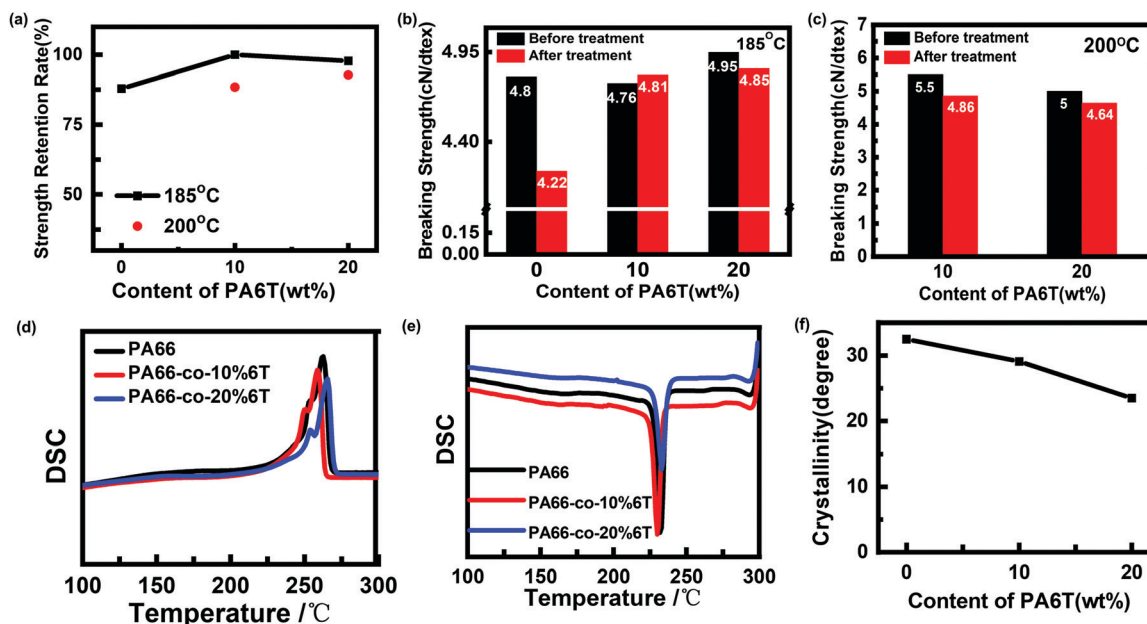 (a)
Strength Retention Rate(%)
100
75
50
185°C
200°C
0
10
20
Content of PA6T(wt%)
(b)
Breaking Strength(cN/dtex)
4.95
4.40
0.15
0.00
Before treatment
After treatment
185°C
4.8
4.22
4.76
4.81
4.95
4.85
0
10
20
Content of PA6T(wt%)
(c)
Breaking Strength(cN/dtex)
7
6
5
4
3
2
1
0
Before treatment
After treatment
200°C
5.5
4.86
5
4.64
10
20
Content of PA6T(wt%)
(d)
DSC
PA66
PA66-co-10%6T
PA66-co-20%6T
100
150
200
250
300
Temperature /℃
(e)
DSC
PA66
PA66-co-10%6T
PA66-co-20%6T
100
150
200
250
300
Temperature /℃
(f)
Crystallinity(degree)
30
15
0
0
10
20
Content of PA6T(wt%)